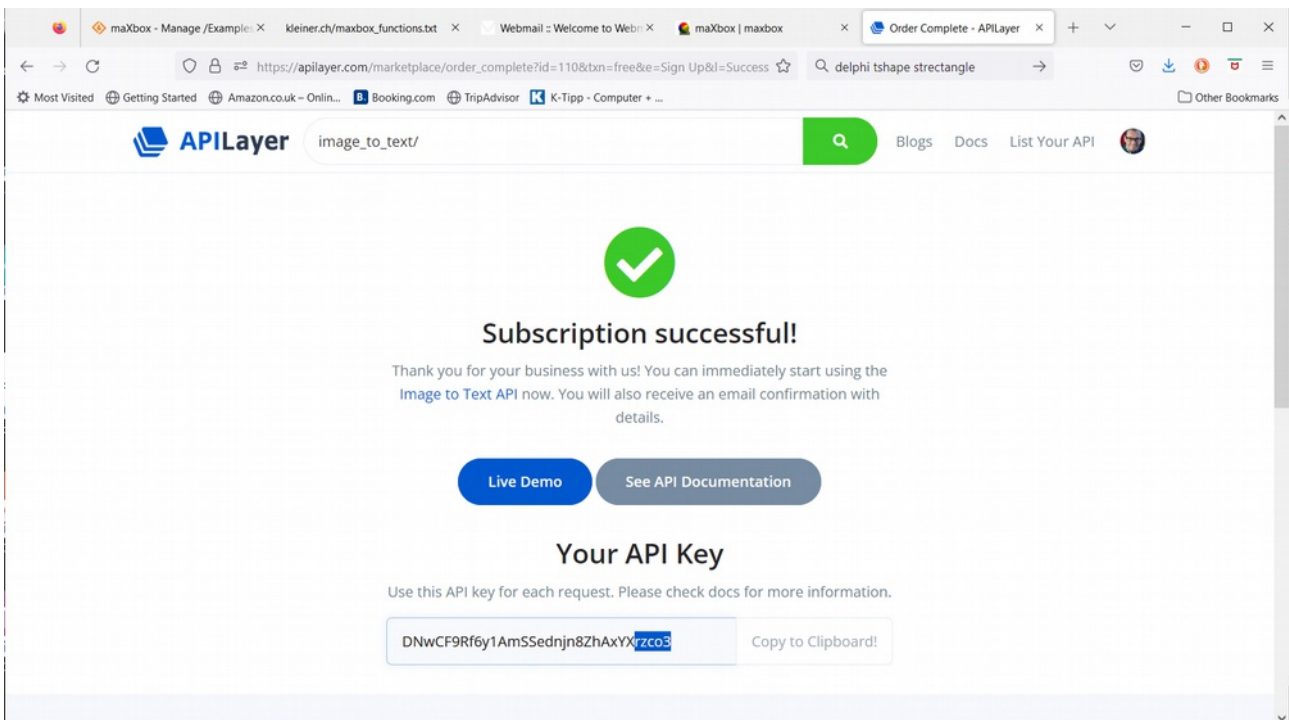 maXbox - Manage /Example
kleiner.ch/maxbox_functions.txt
Webmail :: Welcome to Webm
maXbox | maxbox
Order Complete - APILayer
https://apilayer.com/marketplace/order_complete?id=110&txn=free&e=Sign Up&l=Success
delphi tshape strectangle
Most Visited
Getting Started
Amazon.co.uk – Onlin...
Booking.com
TripAdvisor
K-Tipp - Computer + ...
Other Bookmarks
APILayer
image_to_text/
Blogs
Docs
List Your API
Subscription successful!
Thank you for your business with us! You can immediately start using the
Image to Text API now. You will also receive an email confirmation with
details.
Live Demo
See API Documentation
Your API Key
Use this API key for each request. Please check docs for more information.
DNwCF9Rf6y1AmSSednjn8ZhAxYXrzco3
Copy to Clipboard!